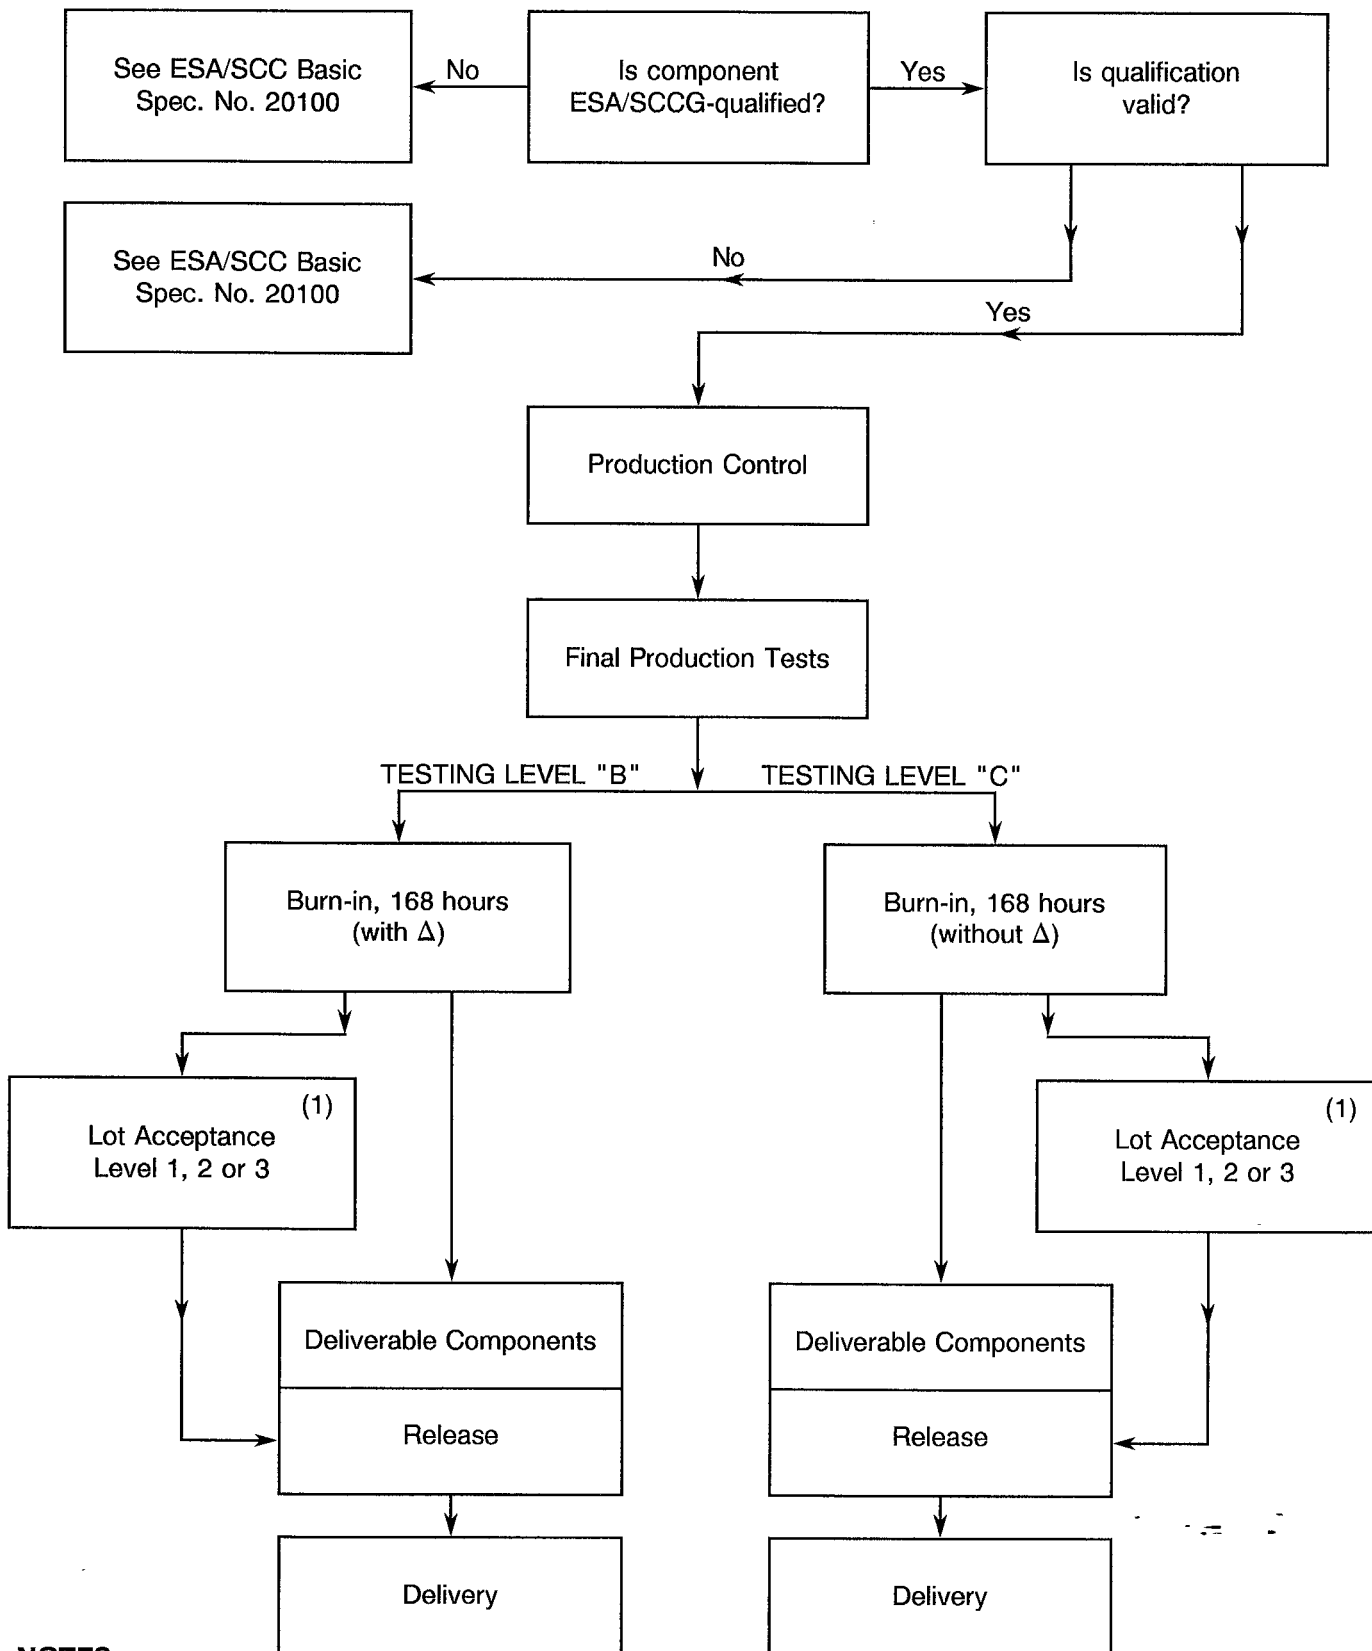 See ESA/SCC Basic
Spec. No. 20100
No
Is component
ESA/SCCG-qualified?
Yes
Is qualification
valid?
See ESA/SCC Basic
Spec. No. 20100
No
Yes
Production Control
Final Production Tests
TESTING LEVEL "B"
TESTING LEVEL "C"
Burn-in, 168 hours
(with Δ)
Burn-in, 168 hours
(without Δ)
(1)
Lot Acceptance
Level 1, 2 or 3
(1)
Lot Acceptance
Level 1, 2 or 3
Deliverable Components
Release
Deliverable Components
Release
Delivery
Delivery